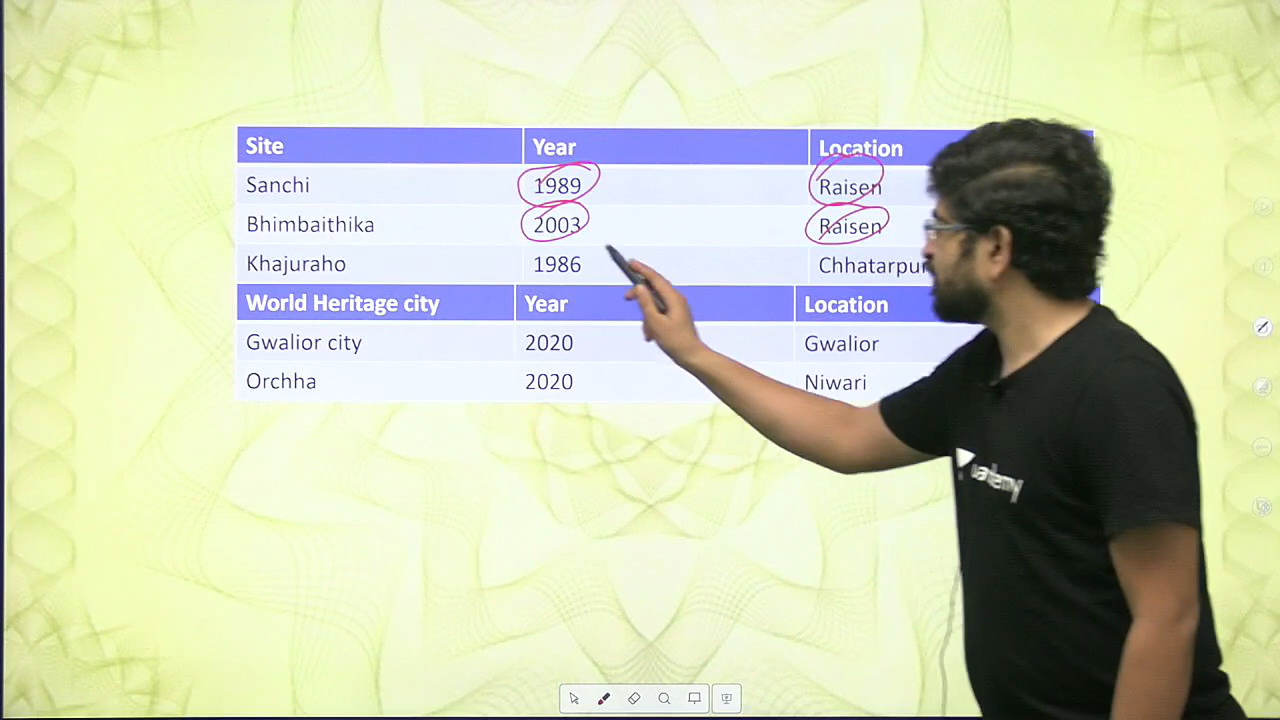 Site Year Location
Sanchi 1989 Raisen
Bhimbaithika 2003 Raisen
Khajuraho 1986 Chhatarpur
World Heritage city Year Location
Gwalior city 2020 Gwalior
Orchha 2020 Niwari